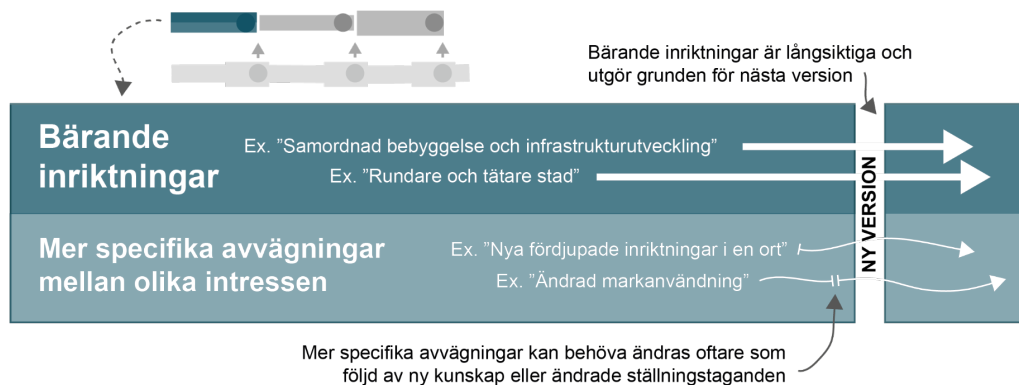 Bärande inriktningar är långsiktiga och
utgör grunden för nästa version
Bärande
inriktningar
Ex. ”Samordnad bebyggelse och infrastrukturutveckling”
Ex. ”Rundare och tätare stad”
NY VERSION
Mer specifika avvägningar
mellan olika intressen
Ex. ”Nya fördjupade inriktningar i en ort”
Ex. ”Ändrad markanvändning”
Mer specifika avvägningar kan behöva ändras oftare som
följd av ny kunskap eller ändrade ställningstaganden